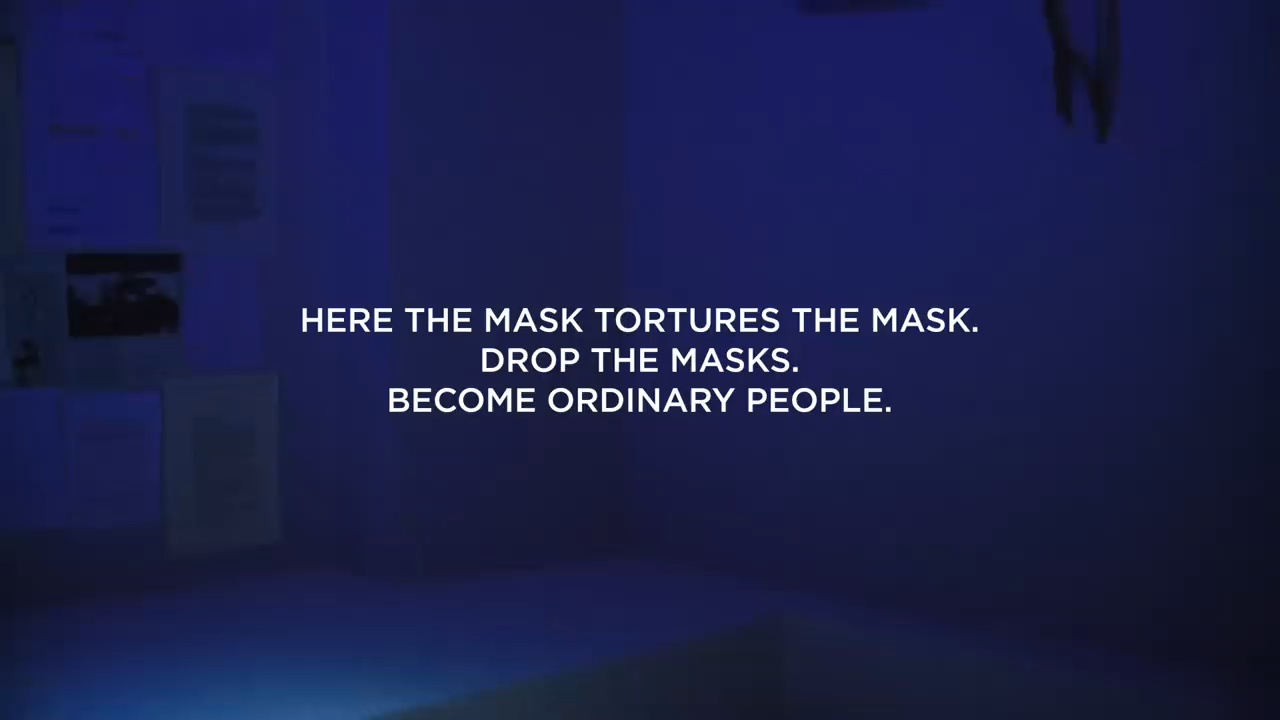 HERE THE MASK TORTURES THE MASK.
DROP THE MASKS.
BECOME ORDINARY PEOPLE.